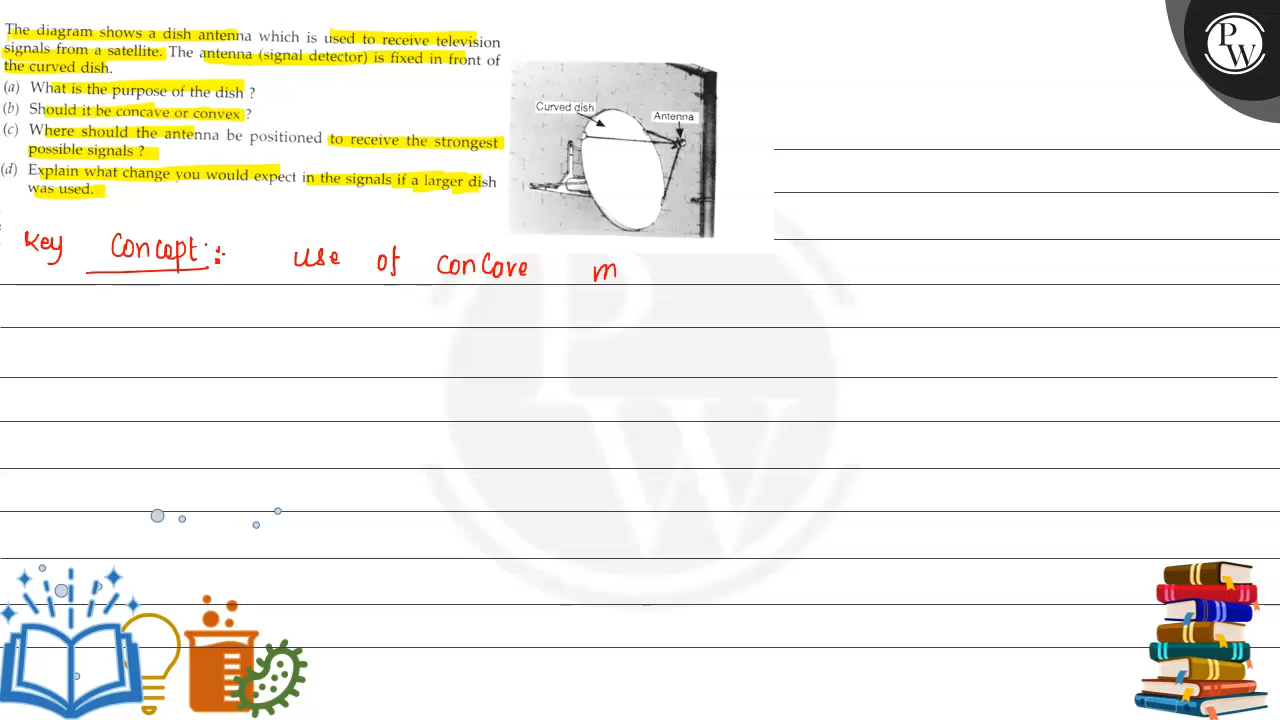 The diagram shows a dish antenna which is used to receive television
signals from a satellite. The antenna (signal detector) is fixed in front of
the curved dish.
(a) What is the purpose of the dish ?
(b) Should it be concave or convex ?
(c) Where should the antenna be positioned to receive the strongest
possible signals ?
(d) Explain what change you would expect in the signals if a larger dish
was used.
Curved dish
Antenna
Key Concept : use of concave m
PW
PW